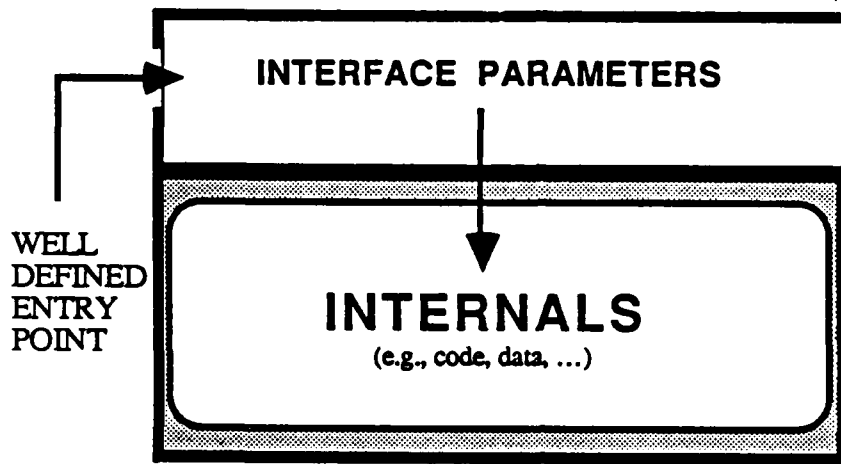 INTERFACE PARAMETERS
WELL
DEFINED
ENTRY
POINT
INTERNALS
(e.g., code, data, ...)